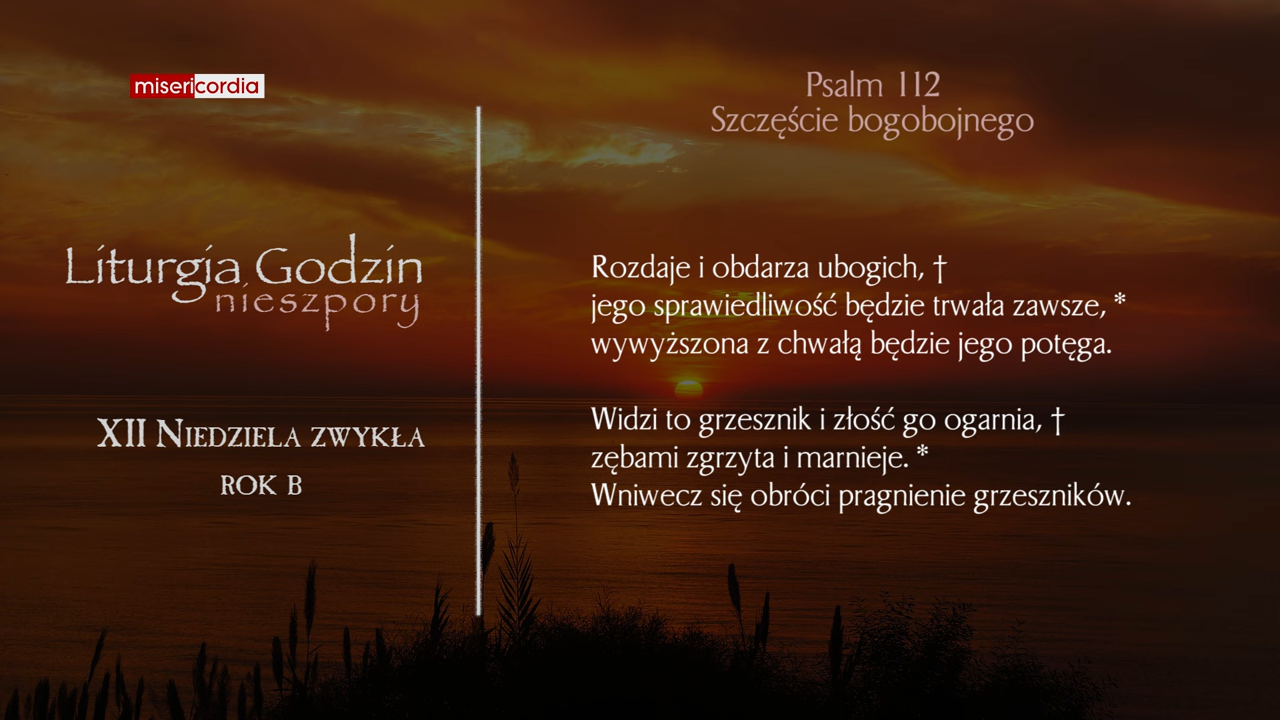 misericordia
Liturgia Godzin
nieszpory
XII Niedziela zwykła
rok B
Psalm 112
Szczęście bogobojnego
Rozdaje i obdarza ubogich, †
jego sprawiedliwość będzie trwała zawsze, *
wywyższona z chwałą będzie jego potęga.
Widzi to grzesznik i złość go ogarnia, †
zębami zgrzyta i marnieje. *
Wniwecz się obróci pragnienie grzeszników.